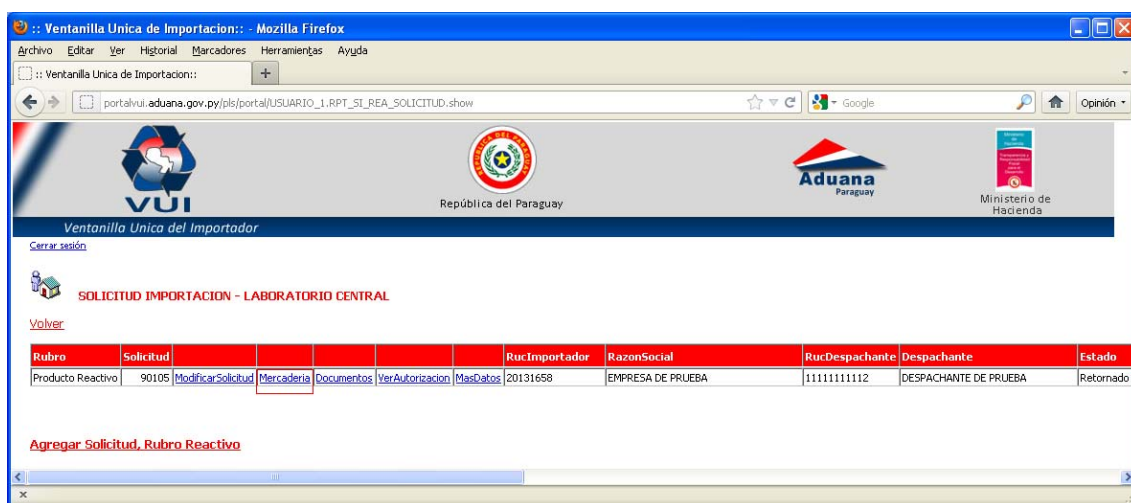 :: Ventanilla Unica de Importacion:: - Mozilla Firefox
Archivo Editar Ver Historial Marcadores Herramientas Ayuda
:: Ventanilla Unica de Importacion:: +
portalvui.aduana.gov.py/pls/portal/USUARIO_1.RPT_SI_REA_SOLICITUD.show Google Opinión
VUI República del Paraguay Aduana Paraguay Ministerio de Hacienda
Ventanilla Unica del Importador
Cerrar sesión
SOLICITUD IMPORTACION - LABORATORIO CENTRAL
Volver
Rubro Solicitud RucImportador RazonSocial RucDespachante Despachante Estado
Producto Reactivo 90105 ModificarSolicitud Mercaderia Documentos VerAutorizacion MasDatos 20131658 EMPRESA DE PRUEBA 11111111112 DESPACHANTE DE PRUEBA Retornado
Agregar Solicitud, Rubro Reactivo